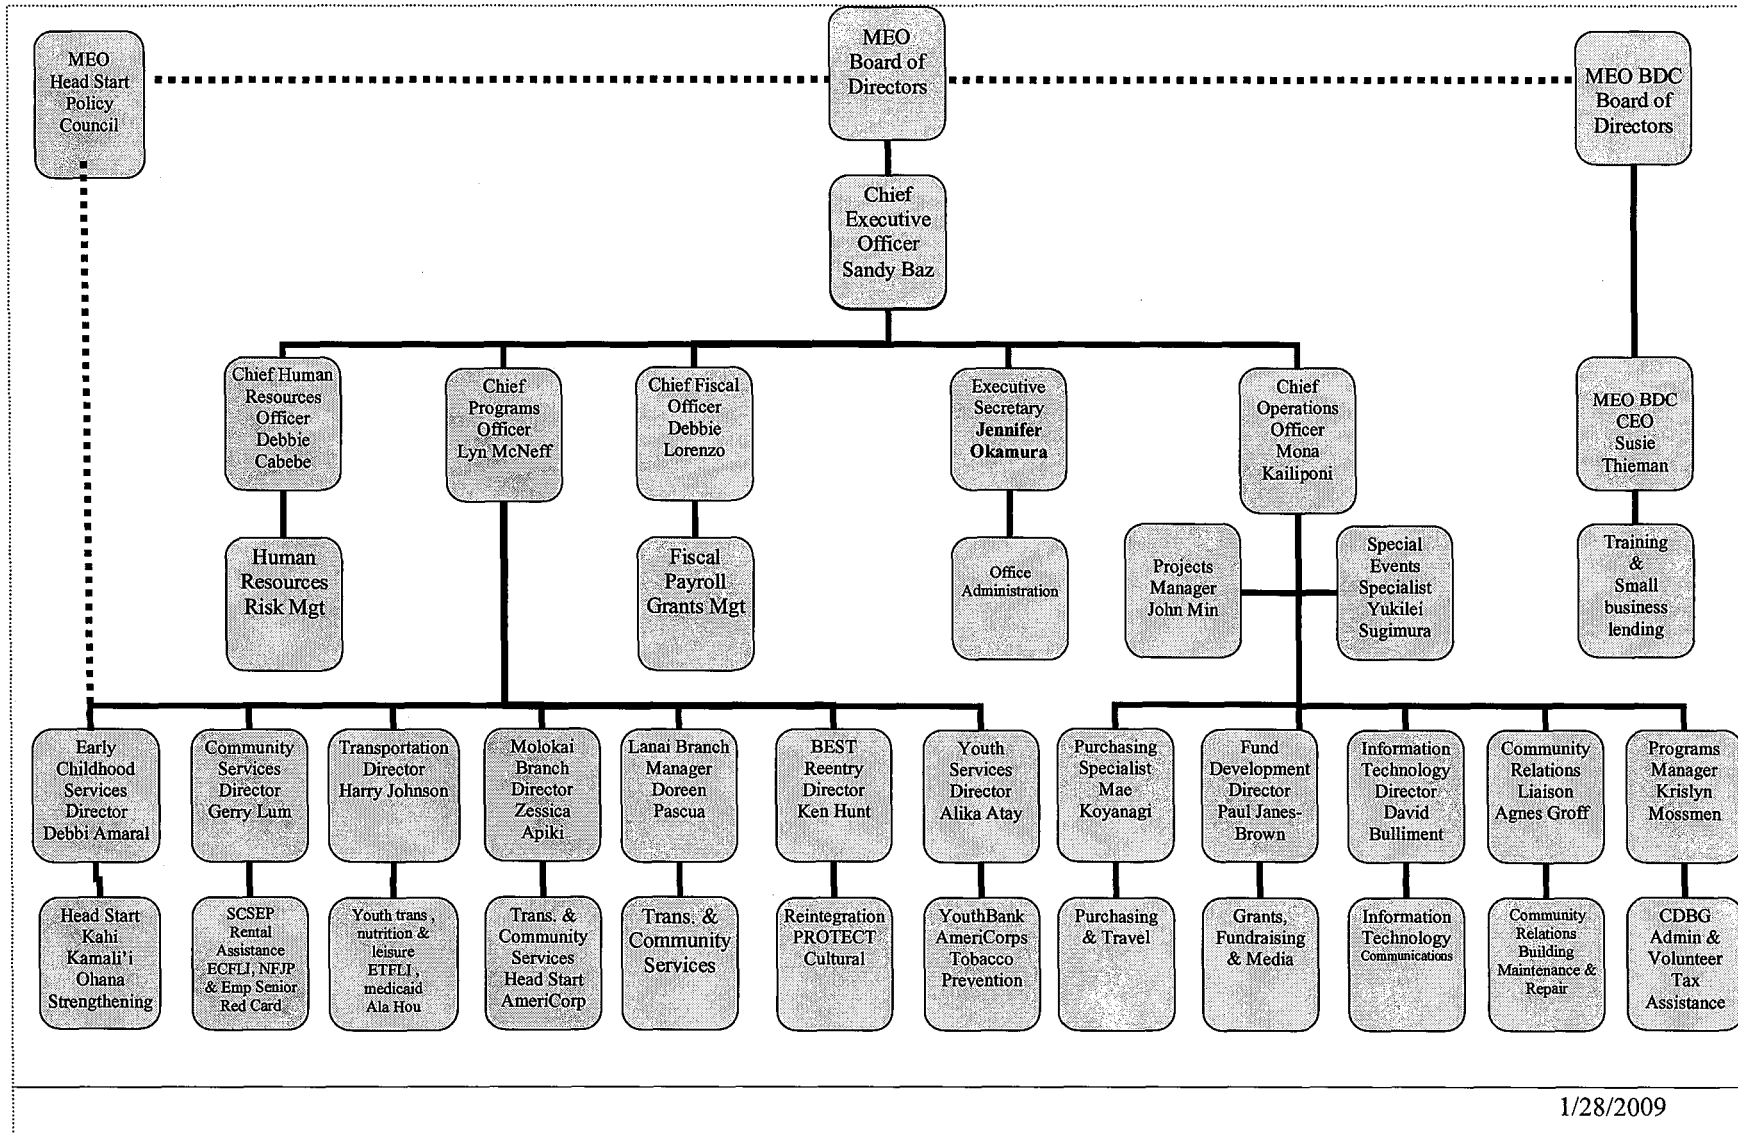 MEO
Head Start
Policy
Council
MEO
Board of
Directors
MEO BDC
Board of
Directors
Chief
Executive
Officer
Sandy Baz
Chief Human
Resources
Officer
Debbie
Cabebe
Chief
Programs
Officer
Lyn McNeff
Chief Fiscal
Officer
Debbie
Lorenzo
Executive
Secretary
Jennifer
Okamura
Chief
Operations
Officer
Mona
Kailiponi
MEO BDC
CEO
Susie
Thieman
Human
Resources
Risk Mgt
Fiscal
Payroll
Grants Mgt
Office
Administration
Projects
Manager
John Min
Special
Events
Specialist
Yukilei
Sugimura
Training
&
Small
business
lending
Early
Childhood
Services
Director
Debbi Amaral
Community
Services
Director
Gerry Lum
Transportation
Director
Harry Johnson
Molokai
Branch
Director
Zessica
Apiki
Lanai Branch
Manager
Doreen
Pascua
BEST
Reentry
Director
Ken Hunt
Youth
Services
Director
Alika Atay
Purchasing
Specialist
Mae
Koyanagi
Fund
Development
Director
Paul Janes-
Brown
Information
Technology
Director
David
Bulliment
Community
Relations
Liaison
Agnes Groff
Programs
Manager
Krislyn
Mossmen
Head Start
Kahi
Kamali'i
Ohana
Strengthening
SCSEP
Rental
Assistance
ECFLI, NFJP
& Emp Senior
Red Card
Youth trans ,
nutrition &
leisure
ETFLI ,
medicaid
Ala Hou
Trans. &
Community
Services
Head Start
AmeriCorp
Trans. &
Community
Services
Reintegration
PROTECT
Cultural
YouthBank
AmeriCorps
Tobacco
Prevention
Purchasing
& Travel
Grants,
Fundraising
& Media
Information
Technology
Communications
Community
Relations
Building
Maintenance &
Repair
CDBG
Admin &
Volunteer
Tax
Assistance
1/28/2009